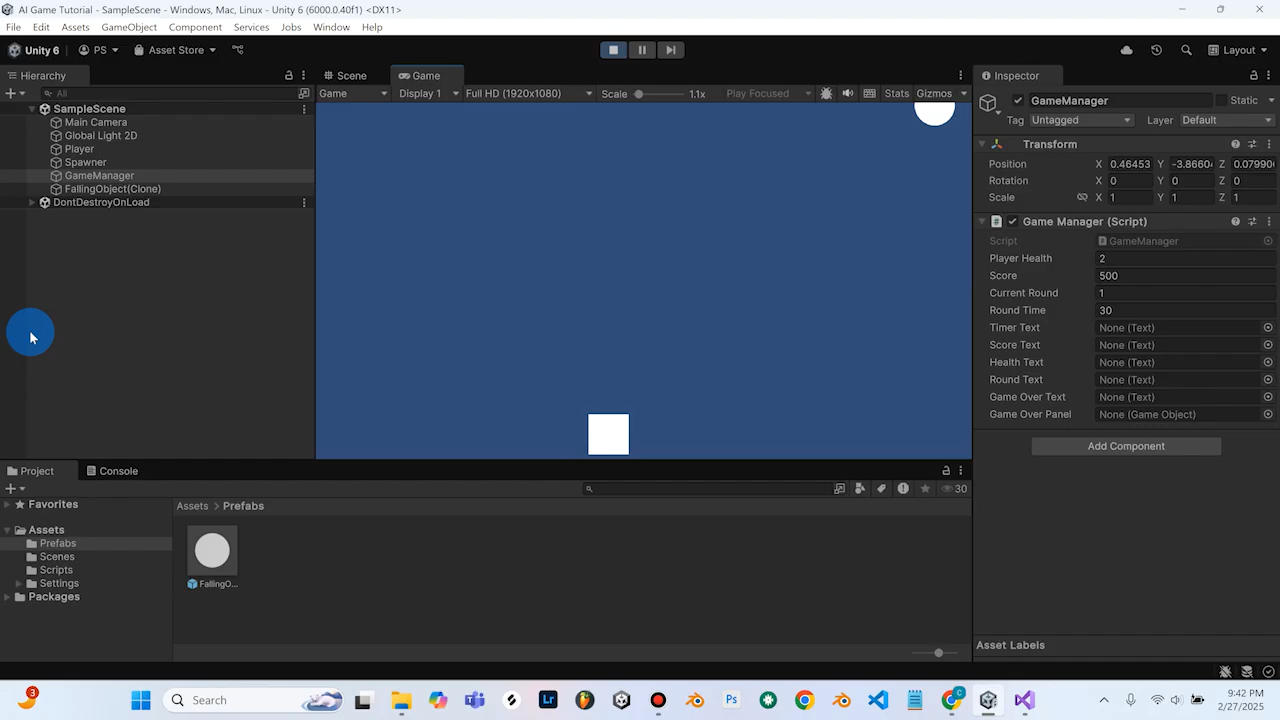 AI Game Tutorial - SampleScene - Windows, Mac, Linux - Unity 6 (6000.0.40f1) <DX11>
File Edit Assets GameObject Component Services Jobs Window Help
Unity 6 PS Asset Store Layout
Hierarchy
All
SampleScene
Main Camera
Global Light 2D
Player
Spawner
GameManager
FallingObject(Clone)
DontDestroyOnLoad
Scene Game
Game Display 1 Full HD (1920x1080) Scale 1.1x Play Focused Stats Gizmos
Inspector
GameManager Static
Tag Untagged Layer Default
Transform
Position X 0.46453 Y -3.8660 Z 0.07990
Rotation X 0 Y 0 Z 0
Scale X 1 Y 1 Z 1
Game Manager (Script)
Script GameManager
Player Health 2
Score 500
Current Round 1
Round Time 30
Timer Text None (Text)
Score Text None (Text)
Health Text None (Text)
Round Text None (Text)
Game Over Text None (Text)
Game Over Panel None (Game Object)
Add Component
Asset Labels
Project Console
30
Favorites
Assets
Prefabs
Scenes
Scripts
Settings
Packages
Assets > Prefabs
FallingO...
3
Search
Ps
Lr
C
9:42 PM
2/27/2025